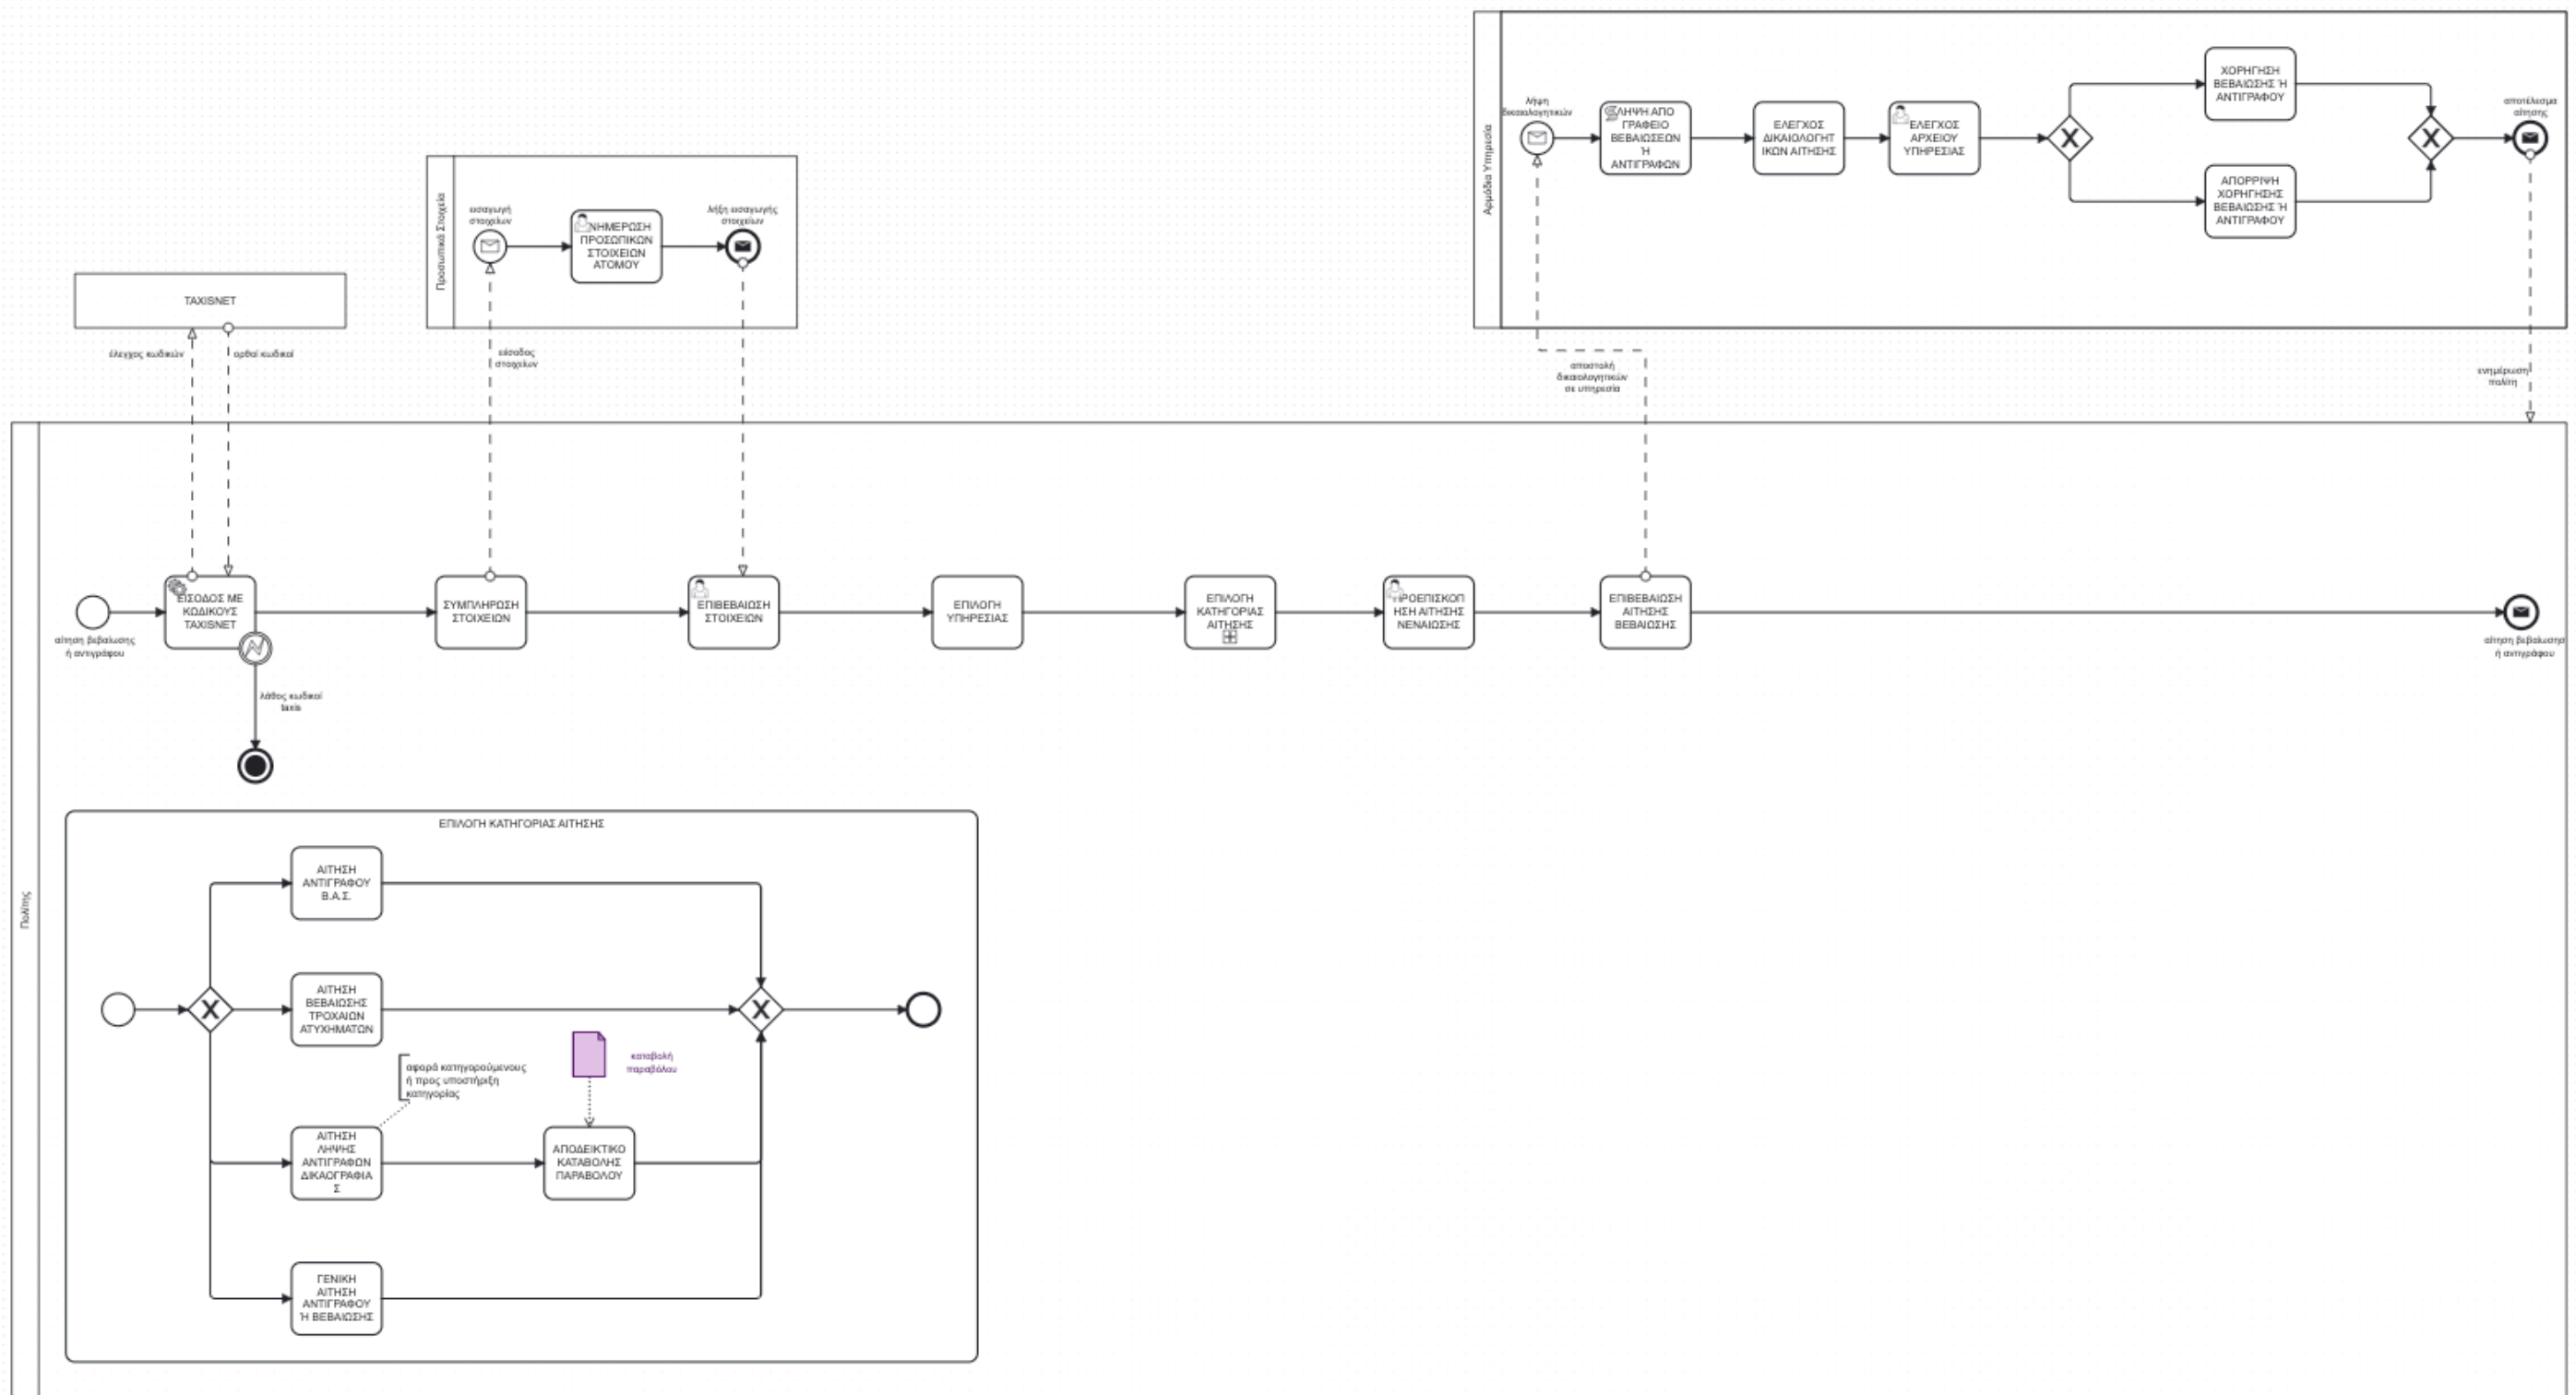 Αρμόδια Υπηρεσία
λήψη
δικαιολογητικών
ΛΗΨΗ ΑΠΟ
ΓΡΑΦΕΙΟ
ΒΕΒΑΙΩΣΕΩΝ
Ή
ΑΝΤΙΓΡΑΦΩΝ
ΕΛΕΓΧΟΣ
ΔΙΚΑΙΟΛΟΓΗΤ
ΙΚΩΝ ΑΙΤΗΣΗΣ
ΕΛΕΓΧΟΣ
ΑΡΧΕΙΟΥ
ΥΠΗΡΕΣΙΑΣ
ΧΟΡΗΓΗΣΗ
ΒΕΒΑΙΩΣΗΣ Ή
ΑΝΤΙΓΡΑΦΟΥ
ΑΠΟΡΡΙΨΗ
ΧΟΡΗΓΗΣΗΣ
ΒΕΒΑΙΩΣΗΣ Ή
ΑΝΤΙΓΡΑΦΟΥ
αποτέλεσμα
αίτησης
Προσωπικά Στοιχεία
εισαγωγή
στοιχείων
ΝΗΜΕΡΩΣΗ
ΠΡΟΣΩΠΙΚΩΝ
ΣΤΟΙΧΕΙΩΝ
ΑΤΟΜΟΥ
λήξη εισαγωγής
στοιχείων
TAXISNET
έλεγχος κωδικών
ορθοί κωδικοί
είσοδος
στοιχείων
αποστολή
δικαιολογητικών
σε υπηρεσία
ενημέρωση
πολίτη
Πολίτης
αίτηση βεβαίωσης
ή αντιγράφου
ΕΙΣΟΔΟΣ ΜΕ
ΚΩΔΙΚΟΥΣ
TAXISNET
λάθος κωδικοί
taxis
ΣΥΜΠΛΗΡΩΣΗ
ΣΤΟΙΧΕΙΩΝ
ΕΠΙΒΕΒΑΙΩΣΗ
ΣΤΟΙΧΕΙΩΝ
ΕΠΙΛΟΓΗ
ΥΠΗΡΕΣΙΑΣ
ΕΠΙΛΟΓΗ
ΚΑΤΗΓΟΡΙΑΣ
ΑΙΤΗΣΗΣ
ΠΡΟΕΠΙΣΚΟΠ
ΗΣΗ ΑΙΤΗΣΗΣ
ΝΕΝΑΙΩΣΗΣ
ΕΠΙΒΕΒΑΙΩΣΗ
ΑΙΤΗΣΗΣ
ΒΕΒΑΙΩΣΗΣ
αίτηση βεβαίωσησ
ή αντιγράφου
ΕΠΙΛΟΓΗ ΚΑΤΗΓΟΡΙΑΣ ΑΙΤΗΣΗΣ
ΑΙΤΗΣΗ
ΑΝΤΙΓΡΑΦΟΥ
Β.Α.Σ.
ΑΙΤΗΣΗ
ΒΕΒΑΙΩΣΗΣ
ΤΡΟΧΑΙΩΝ
ΑΤΥΧΗΜΑΤΩΝ
αφορά κατηγορούμενους
ή προς υποστήριξη
κατηγορίας
καταβολή
παραβόλου
ΑΙΤΗΣΗ
ΛΗΨΗΣ
ΑΝΤΙΓΡΑΦΩΝ
ΔΙΚΑΟΓΡΑΦΙΑ
Σ
ΑΠΟΔΕΙΚΤΙΚΟ
ΚΑΤΑΒΟΛΗΣ
ΠΑΡΑΒΟΛΟΥ
ΓΕΝΙΚΗ
ΑΙΤΗΣΗ
ΑΝΤΙΓΡΑΦΟΥ
Ή ΒΕΒΑΙΩΣΗΣ